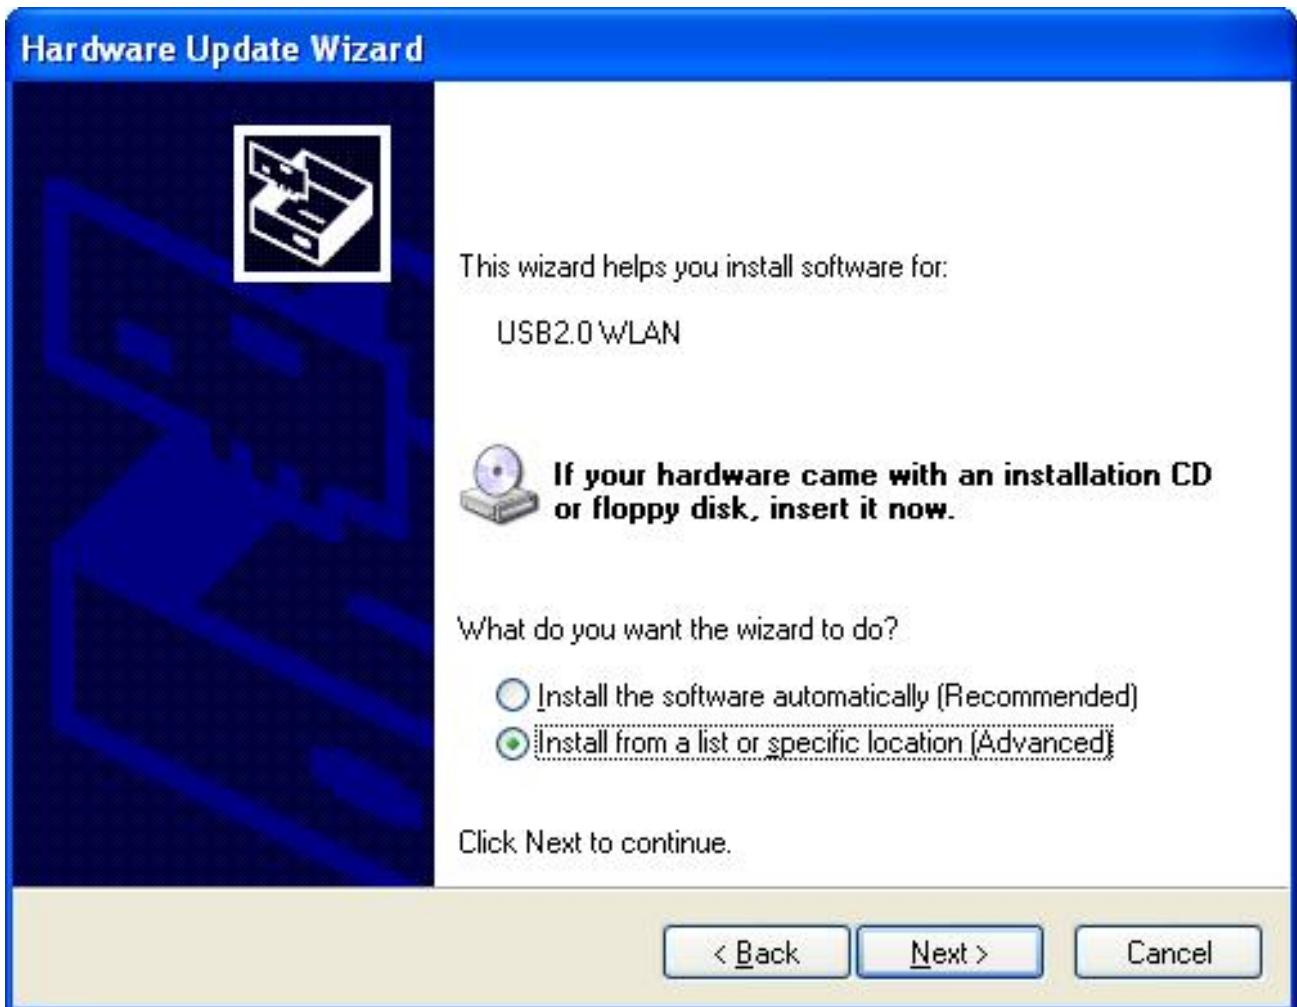 Hardware Update Wizard
This wizard helps you install software for:
USB2.0 WLAN
If your hardware came with an installation CD
or floppy disk, insert it now.
What do you want the wizard to do?
Install the software automatically (Recommended)
Install from a list or specific location (Advanced)
Click Next to continue.
< Back
Next >
Cancel